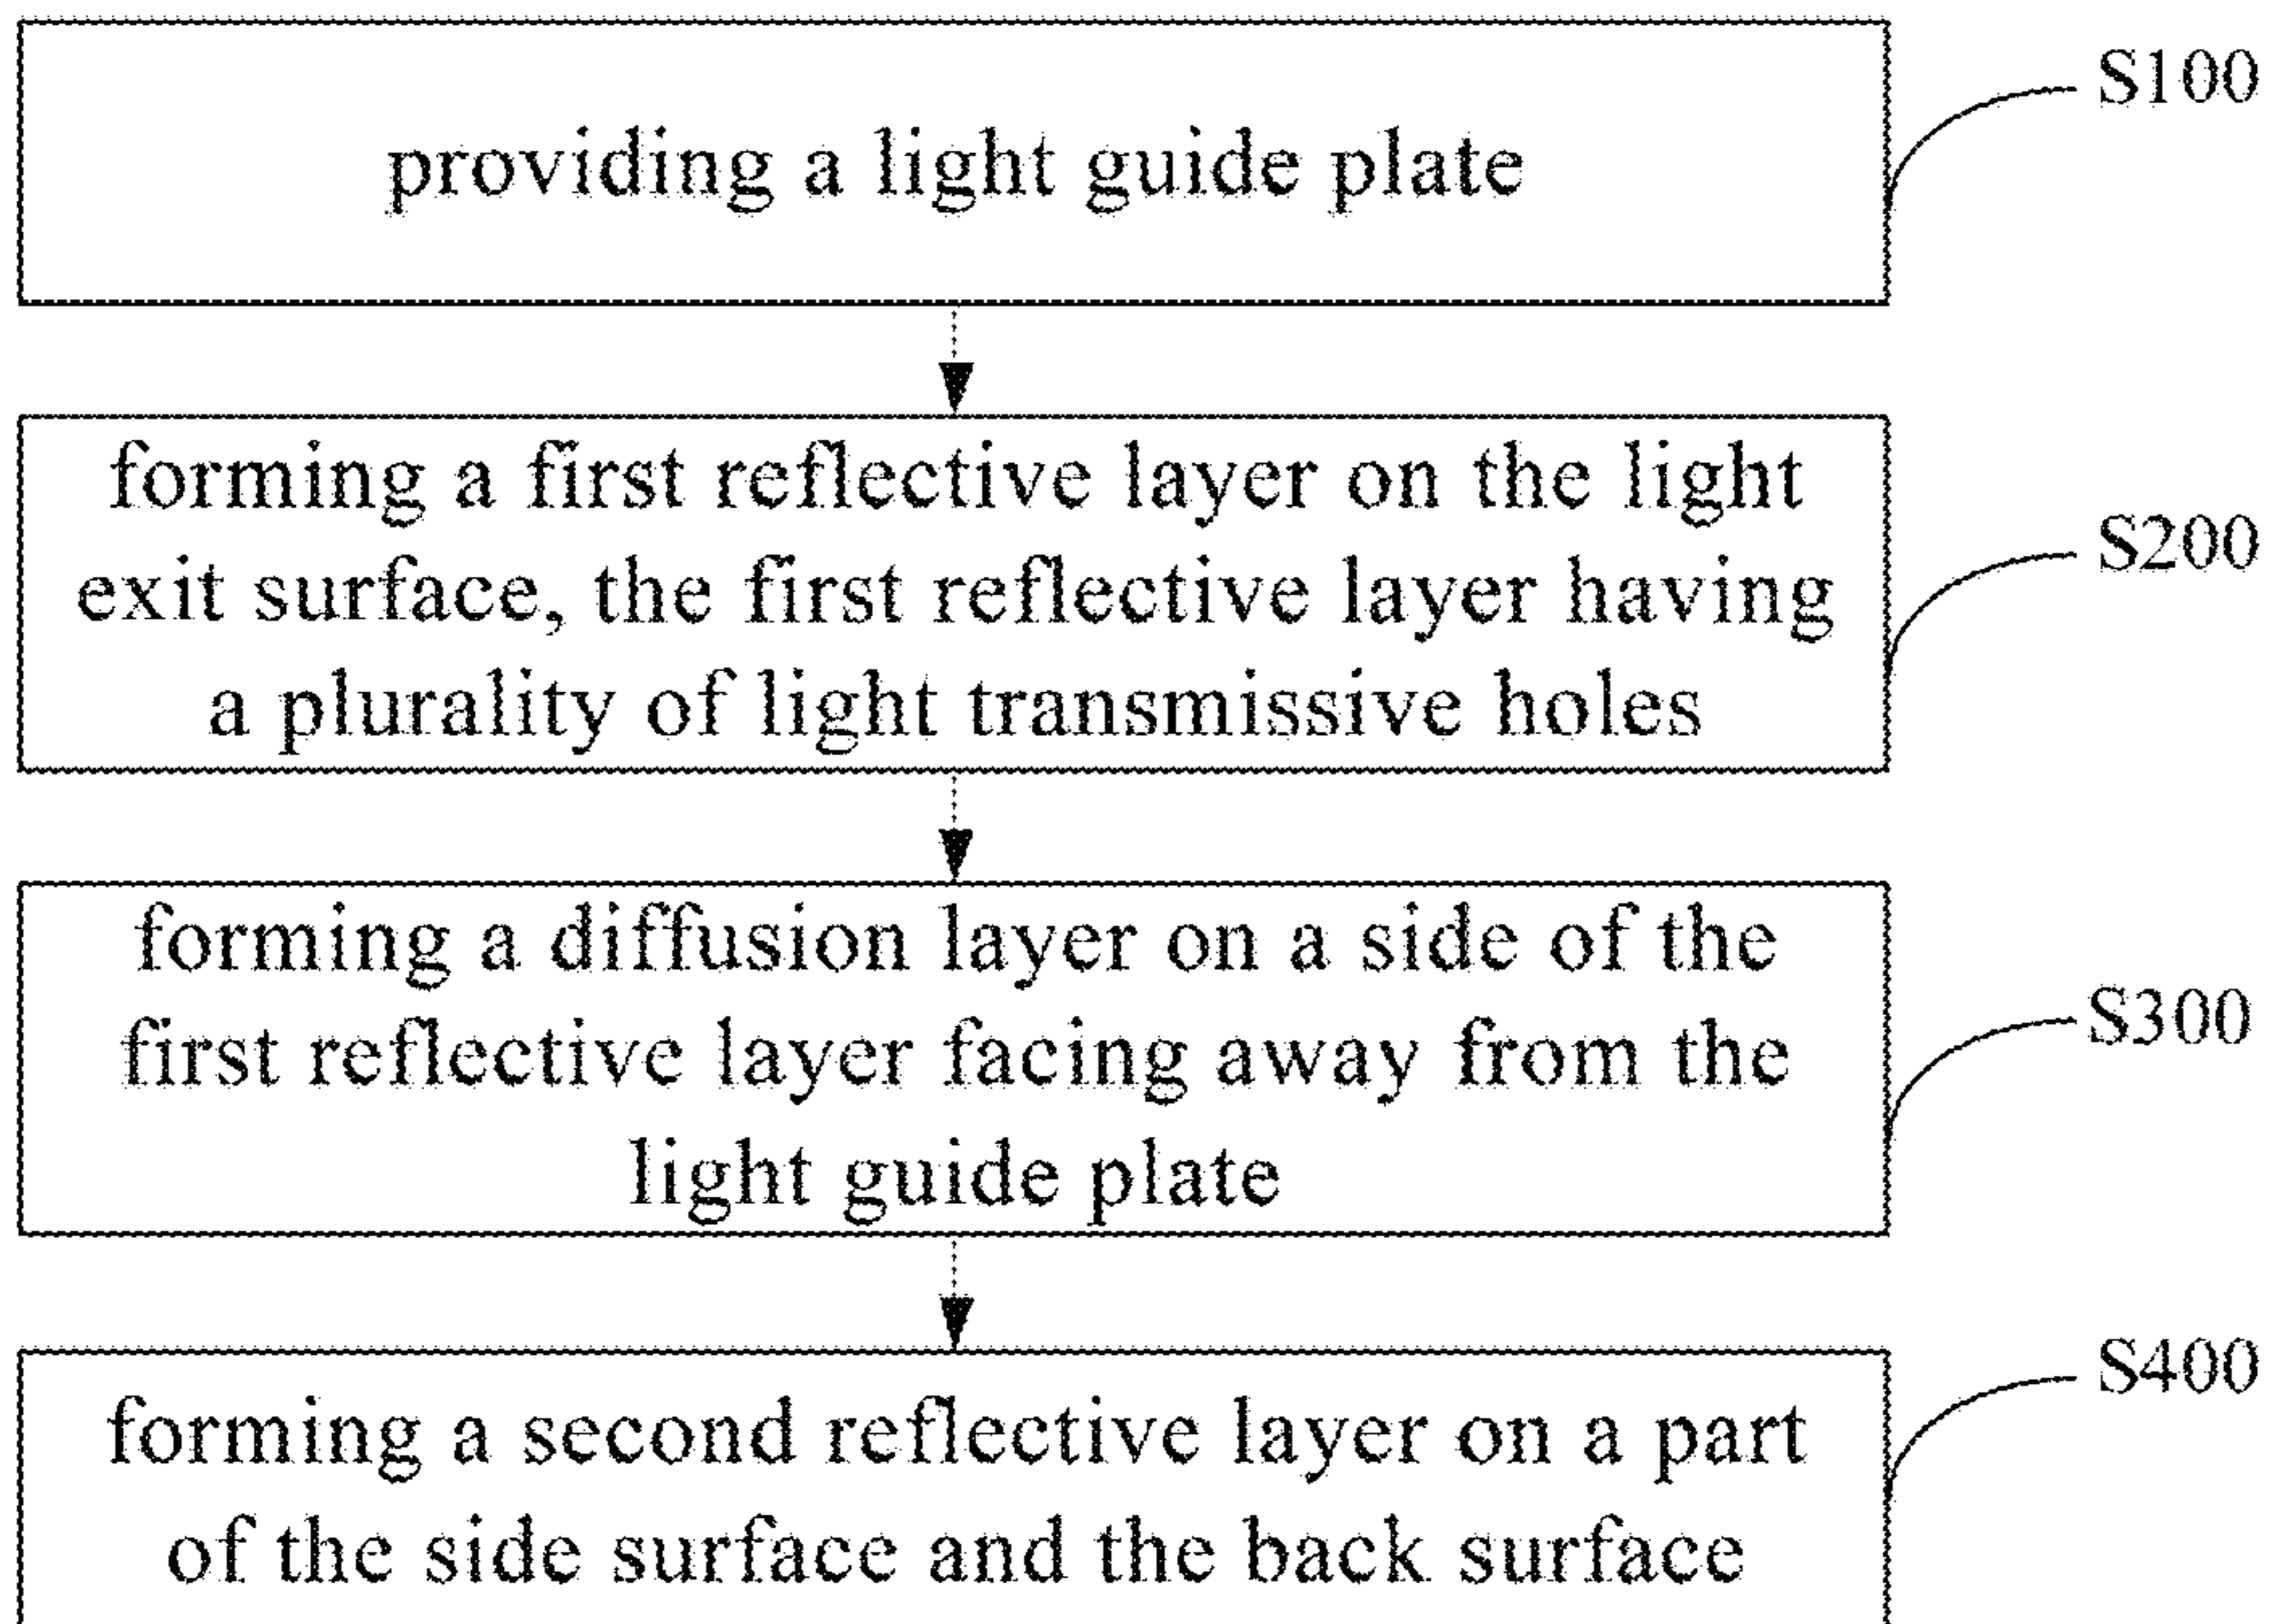 S100
providing a light guide plate
forming a first reflective layer on the light
exit surface, the first reflective layer having
a plurality of light transmissive holes
S200
forming a diffusion layer on a side of the
first reflective layer facing away from the
light guide plate
S300
forming a second reflective layer on a part
of the side surface and the back surface
S400